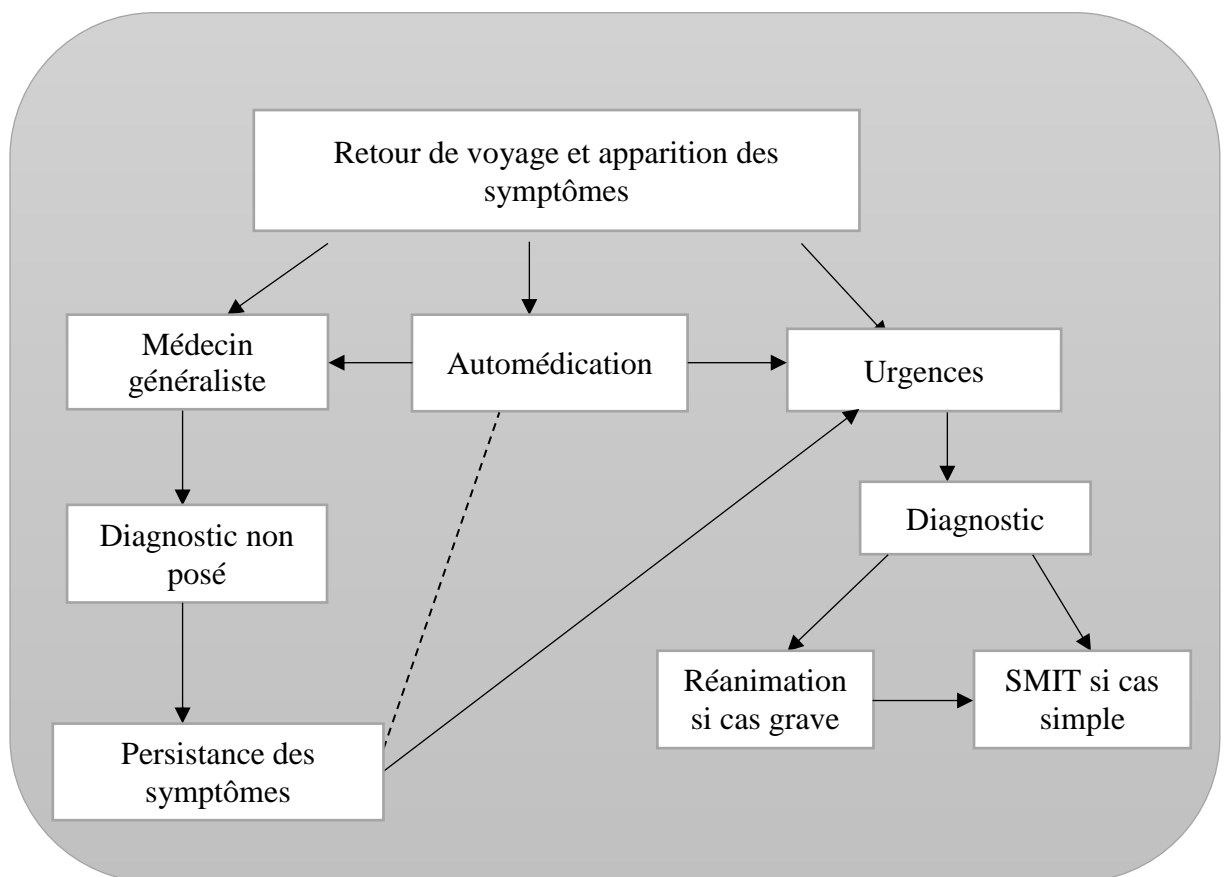 Retour de voyage et apparition des
symptômes
Médecin
généraliste
Automédication
Urgences
Diagnostic non
posé
Diagnostic
Réanimation
si cas grave
SMIT si cas
simple
Persistance des
symptômes